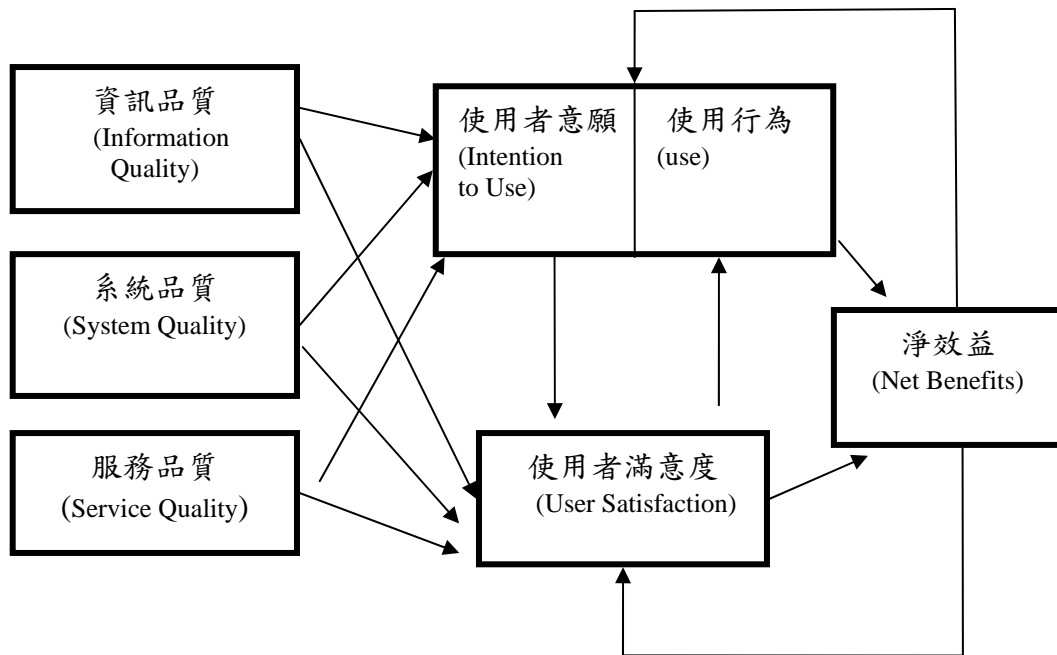 資訊品質
(Information
Quality)
系統品質
(System Quality)
服務品質
(Service Quality)
使用者意願
(Intention
to Use)
使用行為
(use)
使用者滿意度
(User Satisfaction)
淨效益
(Net Benefits)